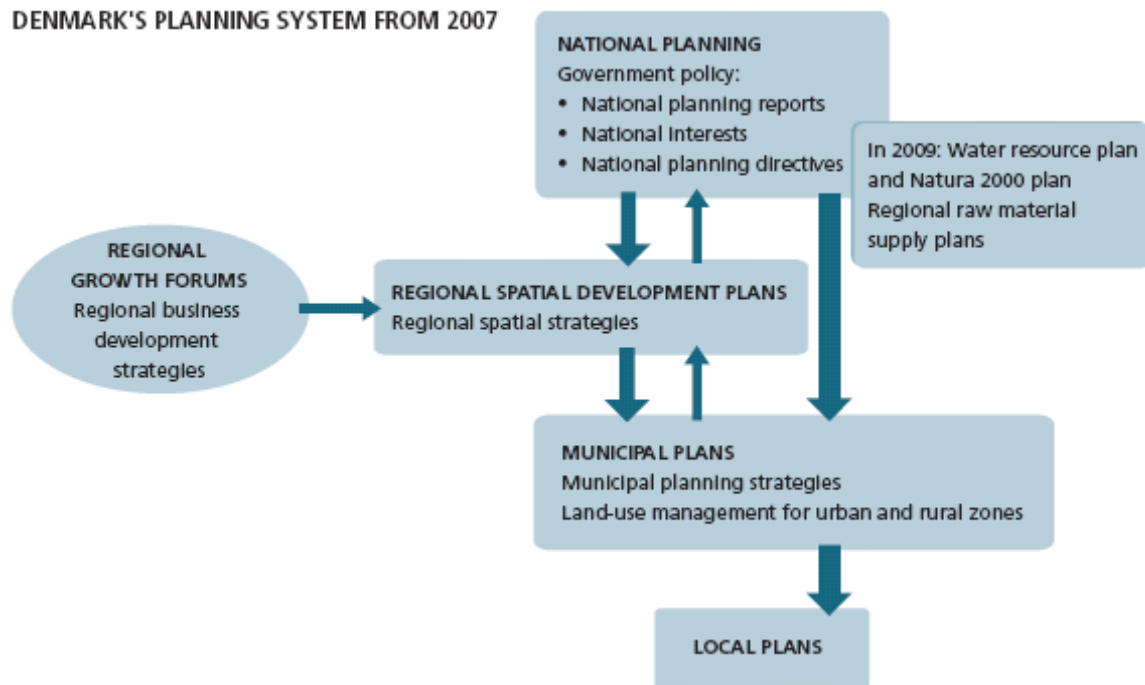 DENMARK'S PLANNING SYSTEM FROM 2007
NATIONAL PLANNING
Government policy:
• National planning reports
• National interests
• National planning directives
In 2009: Water resource plan
and Natura 2000 plan
Regional raw material
supply plans
REGIONAL
GROWTH FORUMS
Regional business
development
strategies
REGIONAL SPATIAL DEVELOPMENT PLANS
Regional spatial strategies
MUNICIPAL PLANS
Municipal planning strategies
Land-use management for urban and rural zones
LOCAL PLANS